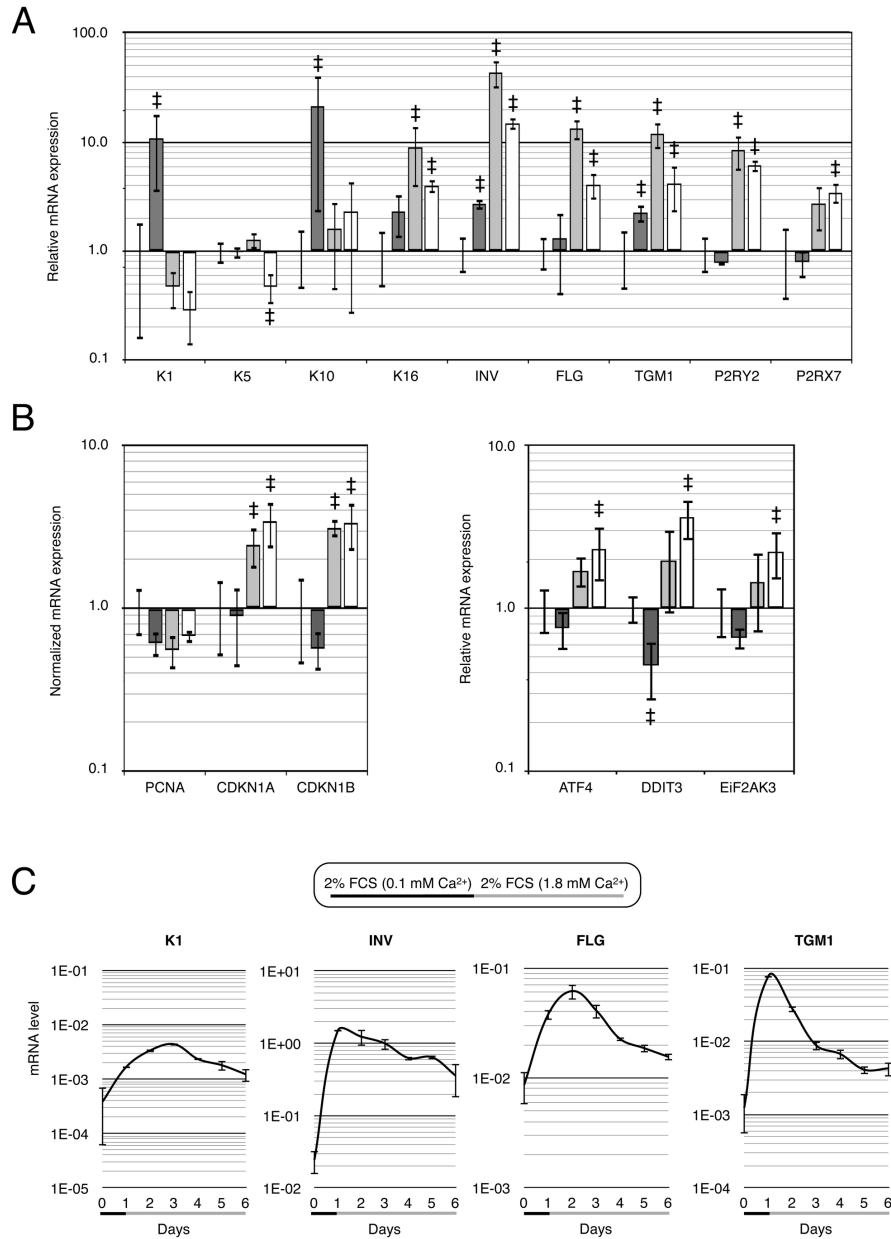 A
100.0
10.0
1.0
0.1
Relative mRNA expression
‡ ‡ ‡ ‡ ‡ ‡ ‡ ‡ ‡ ‡ ‡ ‡ ‡ ‡ ‡ ‡
K1 K5 K10 K16 INV FLG TGM1 P2RY2 P2RX7
B
10.0
1.0
0.1
Normalized mRNA expression
‡ ‡ ‡ ‡
PCNA CDKN1A CDKN1B
10.0
1.0
0.1
Relative mRNA expression
‡ ‡ ‡ ‡
ATF4 DDIT3 EiF2AK3
C
2% FCS (0.1 mM Ca²⁺) 2% FCS (1.8 mM Ca²⁺)
mRNA level
K1
1E-01
1E-02
1E-03
1E-04
1E-05
0 1 2 3 4 5 6
Days
INV
1E+01
1E+00
1E-01
1E-02
0 1 2 3 4 5 6
Days
FLG
1E-01
1E-02
1E-03
0 1 2 3 4 5 6
Days
TGM1
1E-01
1E-02
1E-03
1E-04
0 1 2 3 4 5 6
Days